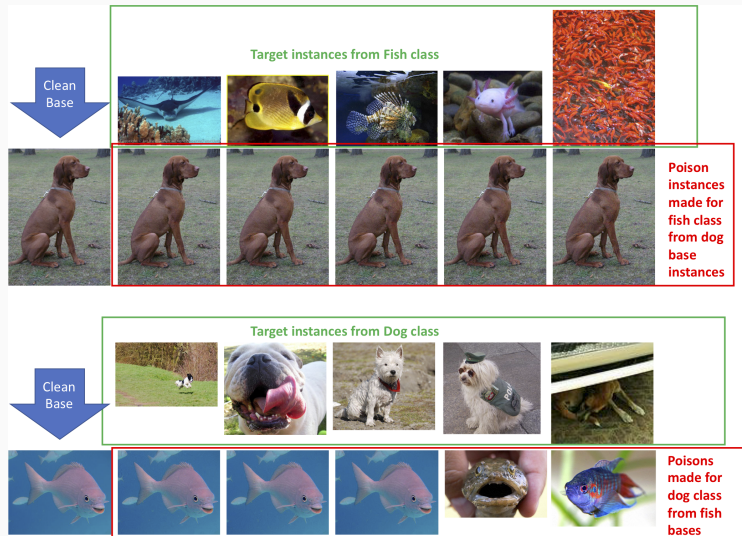 Target instances from Fish class
Clean
Base
Poison
instances
made for
fish class
from dog
base
instances
Target instances from Dog class
Clean
Base
Poisons
made for
dog class
from fish
bases